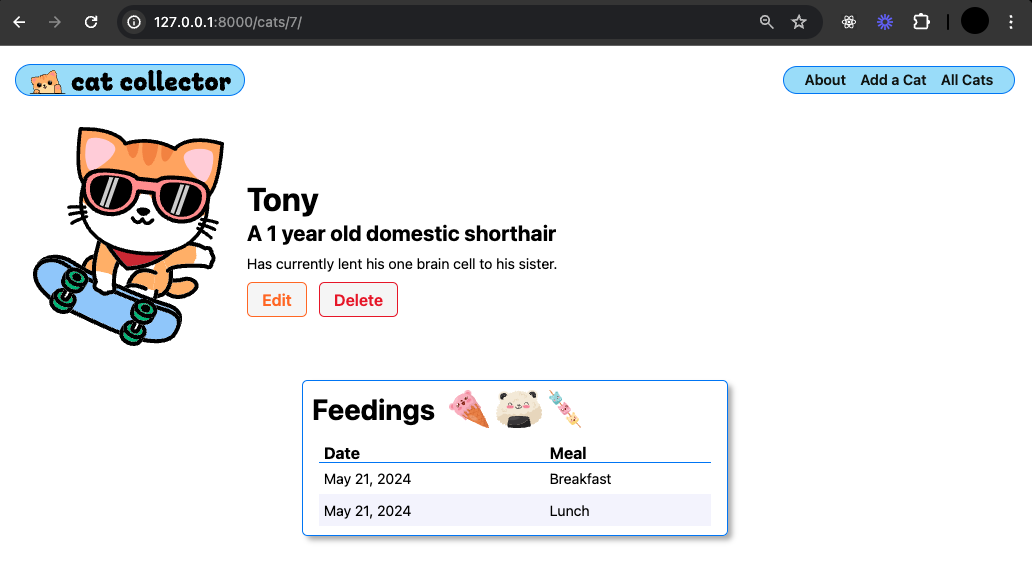 127.0.0.1:8000/cats/7/
cat collector
About Add a Cat All Cats
Tony
A 1 year old domestic shorthair
Has currently lent his one brain cell to his sister.
Edit Delete
Feedings
Date Meal
May 21, 2024 Breakfast
May 21, 2024 Lunch